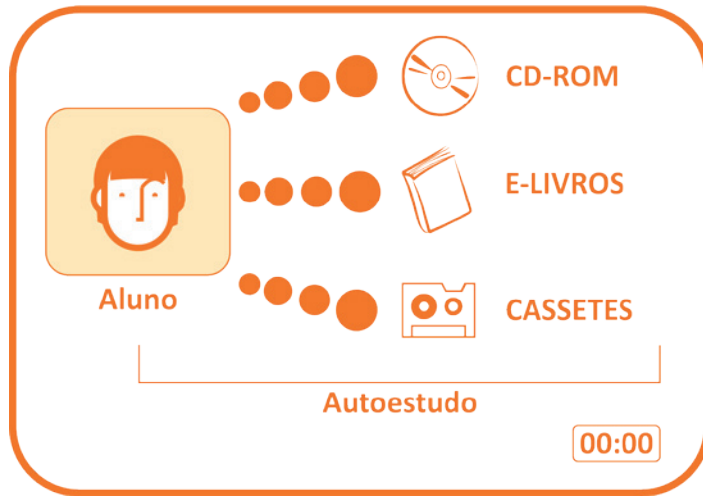 CD-ROM
E-LIVROS
Aluno
CASSETES
Autoestudo
00:00